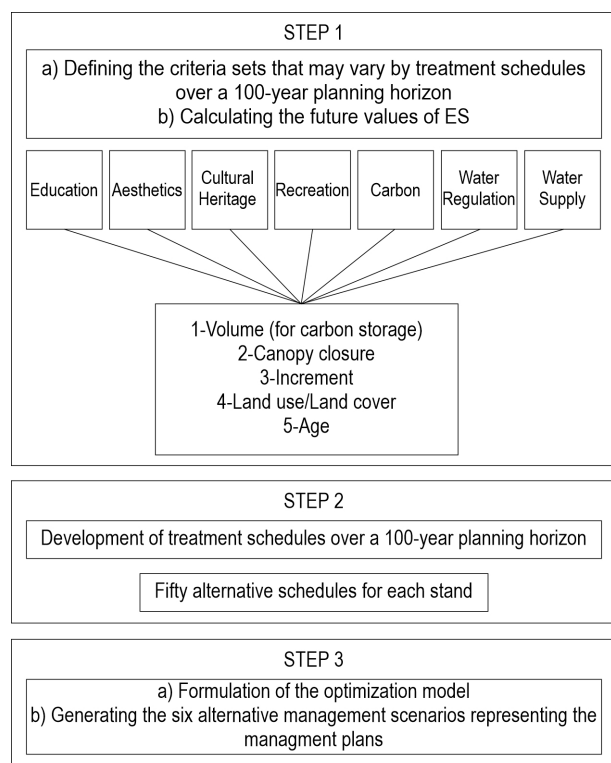 STEP 1
a) Defining the criteria sets that may vary by treatment schedules
over a 100-year planning horizon
b) Calculating the future values of ES
Education
Aesthetics
Cultural
Heritage
Recreation
Carbon
Water
Regulation
Water
Supply
1-Volume (for carbon storage)
2-Canopy closure
3-Increment
4-Land use/Land cover
5-Age
STEP 2
Development of treatment schedules over a 100-year planning horizon
Fifty alternative schedules for each stand
STEP 3
a) Formulation of the optimization model
b) Generating the six alternative management scenarios representing the
managment plans